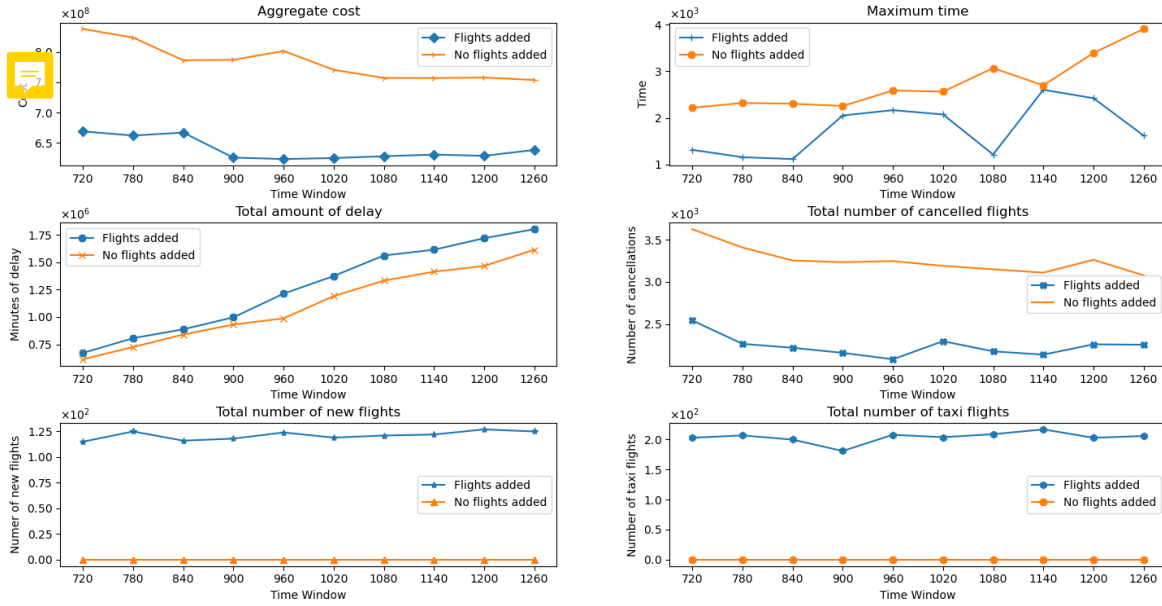 Aggregate cost
×10⁸
8.0
7.0
6.5
Flights added
No flights added
720 780 840 900 960 1020 1080 1140 1200 1260
Time Window
Maximum time
×10³
Time
4
3
2
1
Flights added
No flights added
720 780 840 900 960 1020 1080 1140 1200 1260
Time Window
Total amount of delay
×10⁶
Minutes of delay
1.75
1.50
1.25
1.00
0.75
Flights added
No flights added
720 780 840 900 960 1020 1080 1140 1200 1260
Time Window
Total number of cancelled flights
×10³
Number of cancellations
3.5
3.0
2.5
Flights added
No flights added
720 780 840 900 960 1020 1080 1140 1200 1260
Time Window
Total number of new flights
×10²
Numer of new flights
1.25
1.00
0.75
0.50
0.25
0.00
Flights added
No flights added
720 780 840 900 960 1020 1080 1140 1200 1260
Time Window
Total number of taxi flights
×10²
Number of taxi flights
2.0
1.5
1.0
0.5
0.0
Flights added
No flights added
720 780 840 900 960 1020 1080 1140 1200 1260
Time Window